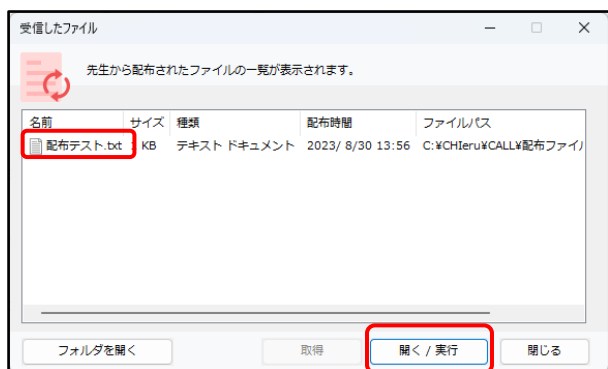 受信したファイル
先生から配布されたファイルの一覧が表示されます。
名前 サイズ 種類 配布時間 ファイルパス
配布テスト.txt KB テキスト ドキュメント 2023/ 8/30 13:56 C:¥CHIeru¥CALL¥配布ファイ
フォルダを開く 取得 開く / 実行 閉じる